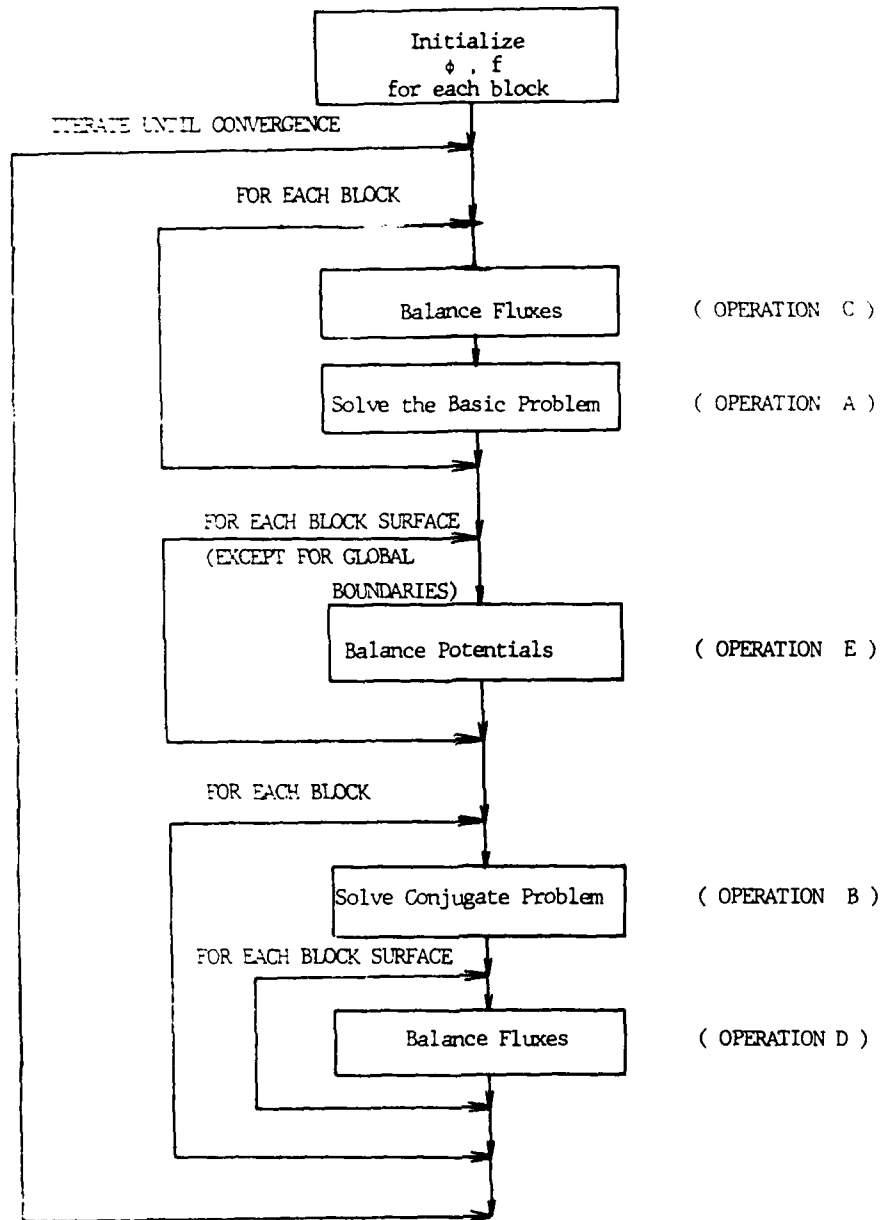 Initialize
ϕ , f
for each block
ITERATE UNTIL CONVERGENCE
FOR EACH BLOCK
Balance Fluxes
( OPERATION C )
Solve the Basic Problem
( OPERATION A )
FOR EACH BLOCK SURFACE
(EXCEPT FOR GLOBAL
BOUNDARIES)
Balance Potentials
( OPERATION E )
FOR EACH BLOCK
Solve Conjugate Problem
( OPERATION B )
FOR EACH BLOCK SURFACE
Balance Fluxes
( OPERATION D )